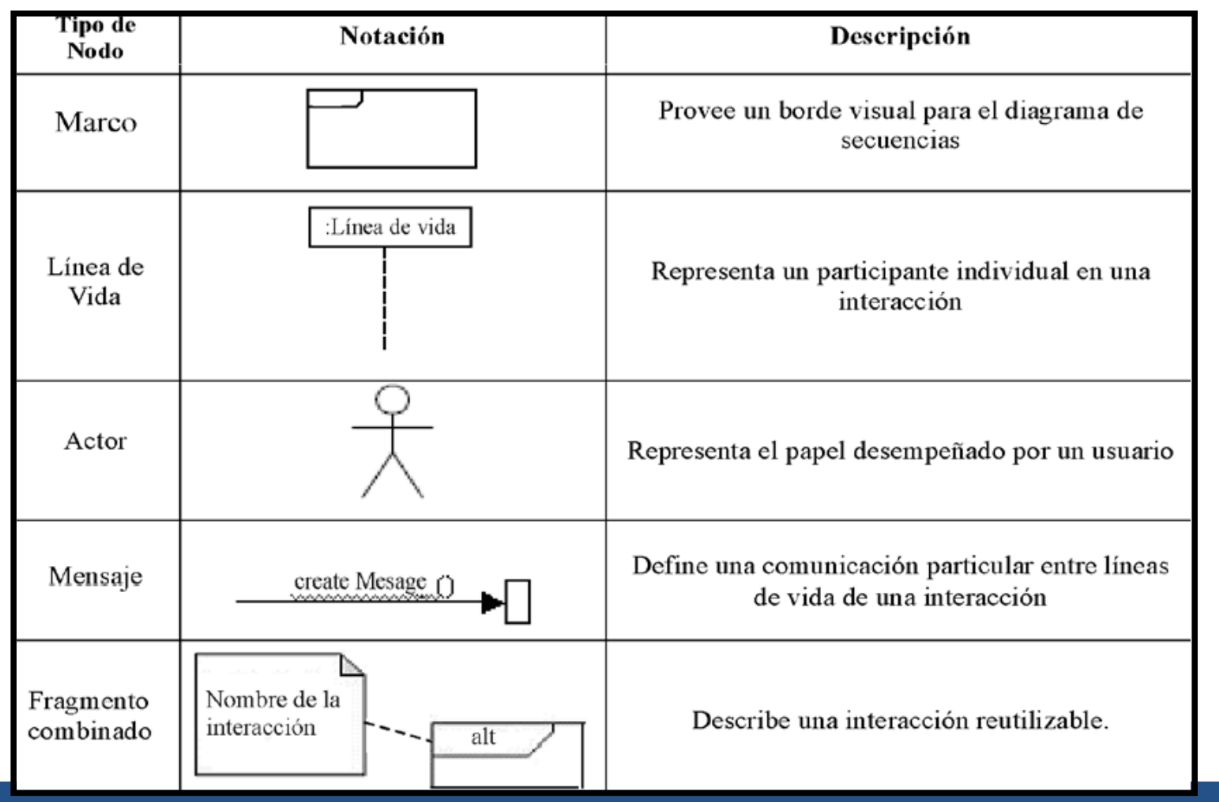 Tipo de
Nodo
Notación
Descripción
Marco
Provee un borde visual para el diagrama de
secuencias
Línea de
Vida
:Línea de vida
Representa un participante individual en una
interacción
Actor
Representa el papel desempeñado por un usuario
Mensaje
create Mesage ()
Define una comunicación particular entre líneas
de vida de una interacción
Fragmento
combinado
Nombre de la
interacción
alt
Describe una interacción reutilizable.